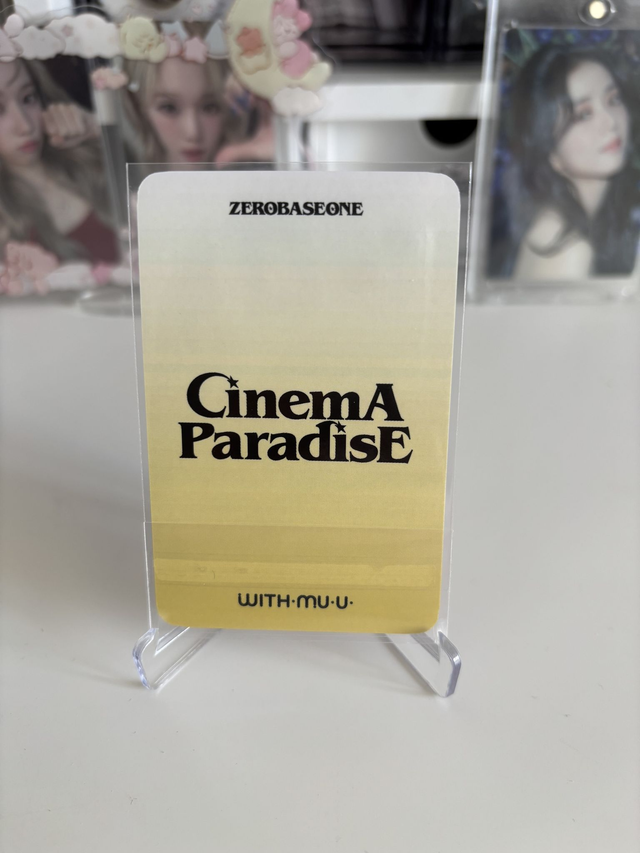 ZEROBASEONE
CinemA
ParadisE
WITH·MU·U·